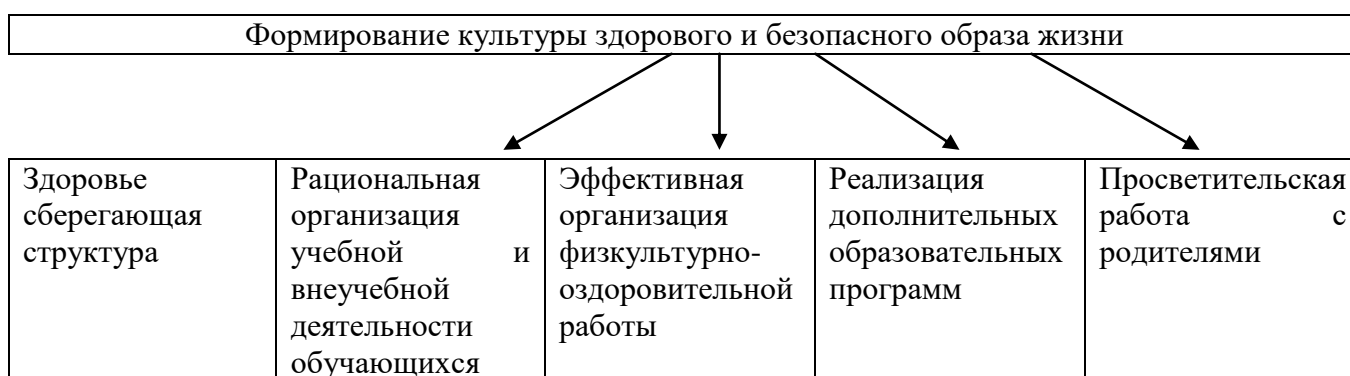 Формирование культуры здорового и безопасного образа жизни
Здоровье
сберегающая
структура
Рациональная
организация
учебной и
внеучебной
деятельности
обучающихся
Эффективная
организация
физкультурно-
оздоровительной
работы
Реализация
дополнительных
образовательных
программ
Просветительская
работа с
родителями